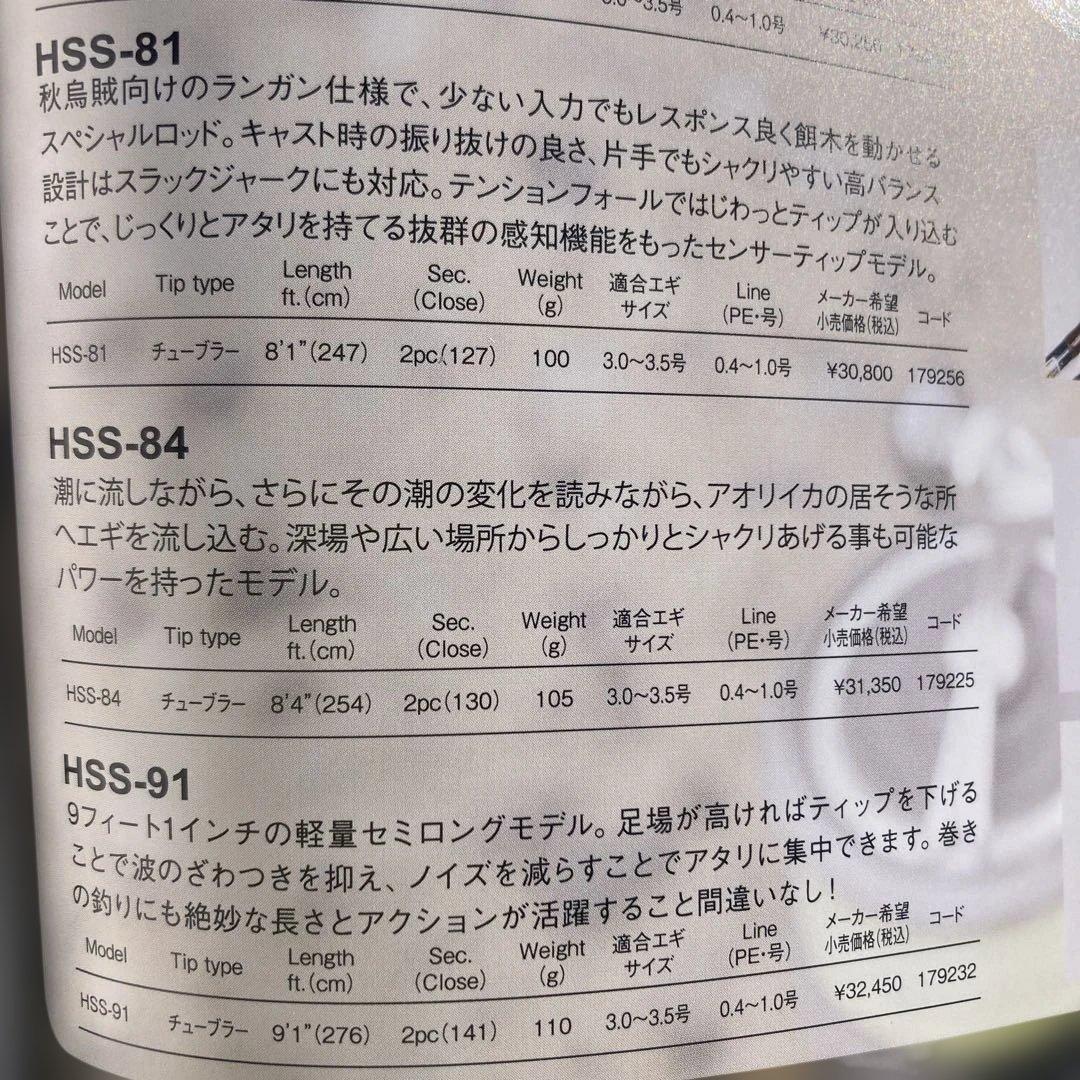 3.0〜3.5号 0.4〜1.0号 ¥30,250
HSS-81
秋烏賊向けのランガン仕様で、少ない入力でもレスポンス良く餌木を動かせる
スペシャルロッド。キャスト時の振り抜けの良さ、片手でもシャクリやすい高バランス
設計はスラックジャークにも対応。テンションフォールではじわっとティップが入り込む
ことで、じっくりとアタリを持てる抜群の感知機能をもったセンサーティップモデル。
Model Tip type Length ft.(cm) Sec. (Close) Weight (g) 適合エギ サイズ Line (PE・号) メーカー希望 小売価格(税込) コード
HSS-81 チューブラー 8'1"(247) 2pc.(127) 100 3.0〜3.5号 0.4〜1.0号 ¥30,800 179256
HSS-84
潮に流しながら、さらにその潮の変化を読みながら、アオリイカの居そうな所
へエギを流し込む。深場や広い場所からしっかりとシャクリあげる事も可能な
パワーを持ったモデル。
Model Tip type Length ft.(cm) Sec. (Close) Weight (g) 適合エギ サイズ Line (PE・号) メーカー希望 小売価格(税込) コード
HSS-84 チューブラー 8'4"(254) 2pc(130) 105 3.0〜3.5号 0.4〜1.0号 ¥31,350 179225
HSS-91
9フィート1インチの軽量セミロングモデル。足場が高ければティップを下げる
ことで波のざわつきを抑え、ノイズを減らすことでアタリに集中できます。巻き
の釣りにも絶妙な長さとアクションが活躍すること間違いなし!
Model Tip type Length ft.(cm) Sec. (Close) Weight (g) 適合エギ サイズ Line (PE・号) メーカー希望 小売価格(税込) コード
HSS-91 チューブラー 9'1"(276) 2pc(141) 110 3.0〜3.5号 0.4〜1.0号 ¥32,450 179232